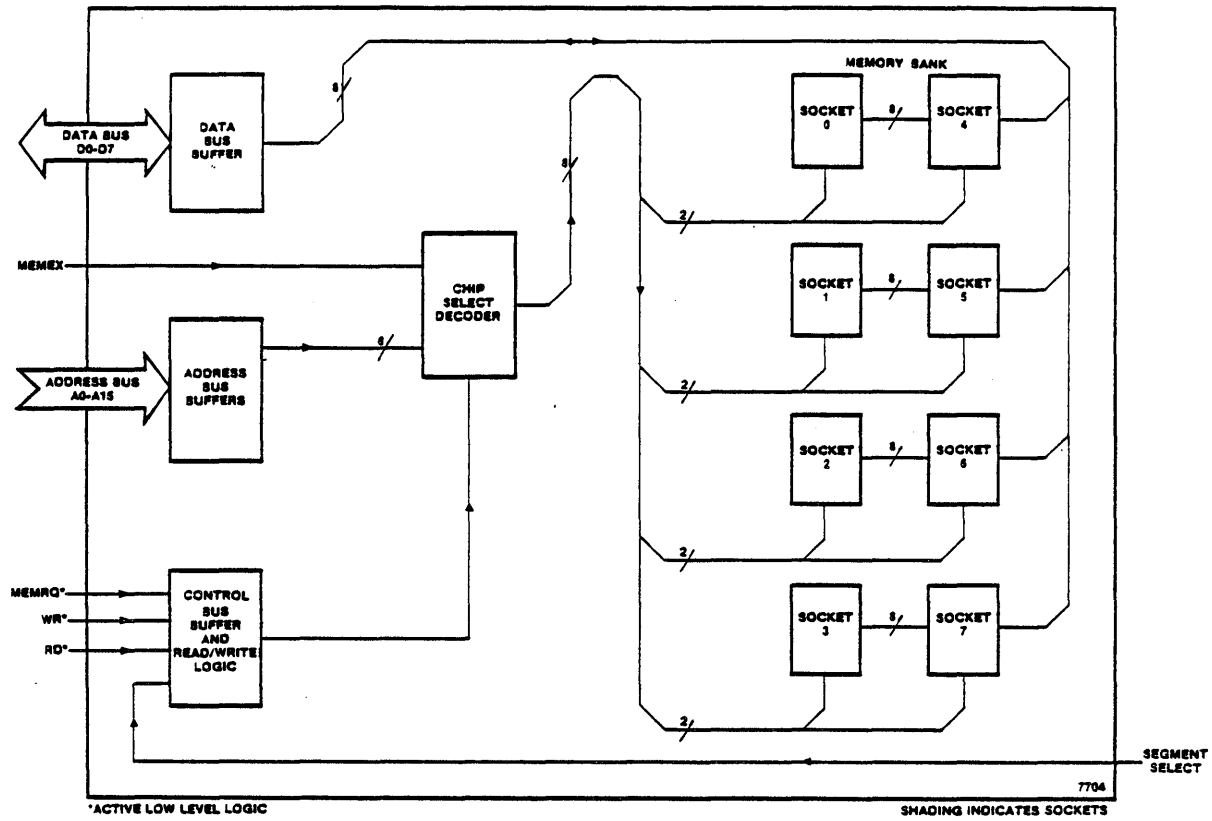 MEMORY BANK
8
DATA BUS
D0-D7
DATA
BUS
BUFFER
SOCKET
0
8
SOCKET
4
8
2
MEMEX
CHIP
SELECT
DECODER
SOCKET
1
8
SOCKET
5
6
ADDRESS BUS
A0-A15
ADDRESS
BUS
BUFFERS
2
SOCKET
2
8
SOCKET
6
2
MEMRQ*
WR*
RD*
CONTROL
BUS
BUFFER
AND
READ/WRITE
LOGIC
SOCKET
3
8
SOCKET
7
2
SEGMENT
SELECT
7704
*ACTIVE LOW LEVEL LOGIC
SHADING INDICATES SOCKETS